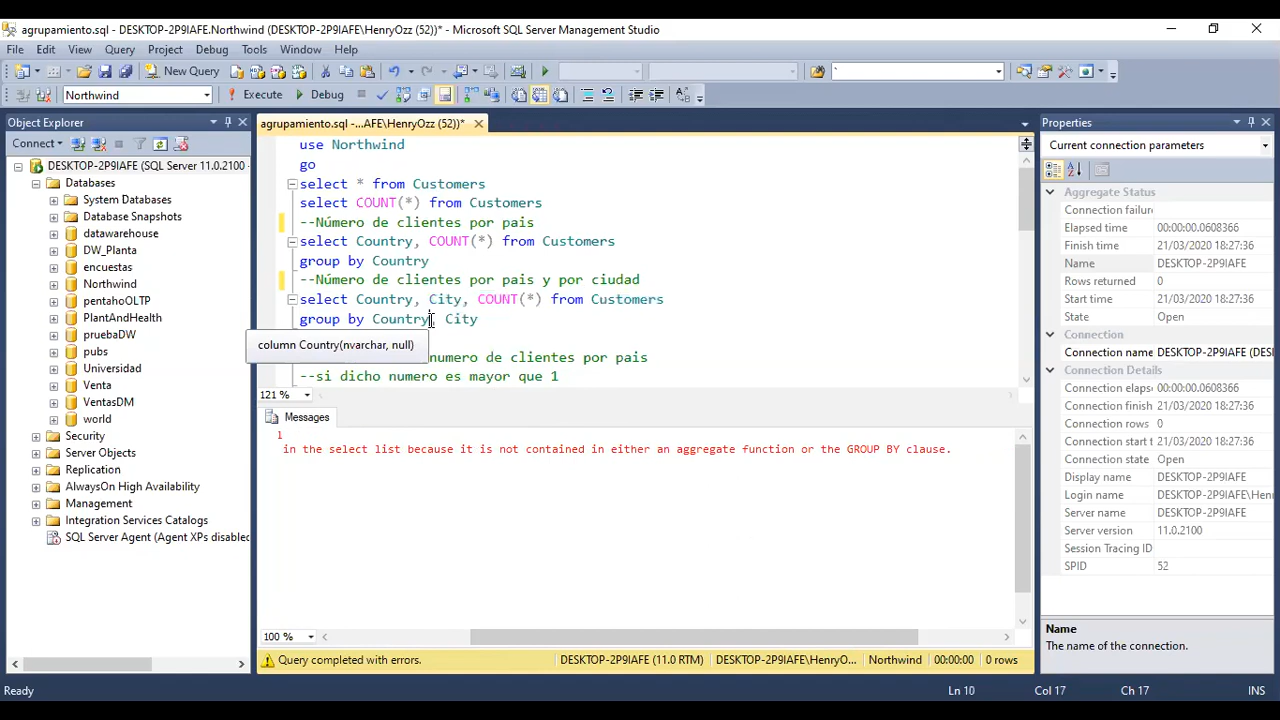 agrupamiento.sql - DESKTOP-2P9IAFE.Northwind (DESKTOP-2P9IAFE\HenryOzz (52))* - Microsoft SQL Server Management Studio
File Edit View Query Project Debug Tools Window Help
New Query
Northwind Execute Debug
Object Explorer
Connect
DESKTOP-2P9IAFE (SQL Server 11.0.2100
Databases
System Databases
Database Snapshots
datawarehouse
DW_Planta
encuestas
Northwind
pentahoOLTP
PlantAndHealth
pruebaDW
pubs
Universidad
Venta
VentasDM
world
Security
Server Objects
Replication
AlwaysOn High Availability
Management
Integration Services Catalogs
SQL Server Agent (Agent XPs disabled
agrupamiento.sql -...AFE\HenryOzz (52))*
use Northwind
go
select * from Customers
select COUNT(*) from Customers
--Número de clientes por pais
select Country, COUNT(*) from Customers
group by Country
--Número de clientes por pais y por ciudad
select Country, City, COUNT(*) from Customers
group by Country, City
column Country(nvarchar, null)
numero de clientes por pais
--si dicho numero es mayor que 1
121 %
Messages
1
in the select list because it is not contained in either an aggregate function or the GROUP BY clause.
100 %
Query completed with errors. DESKTOP-2P9IAFE (11.0 RTM) DESKTOP-2P9IAFE\HenryO... Northwind 00:00:00 0 rows
Properties
Current connection parameters
Aggregate Status
Connection failure
Elapsed time 00:00:00.0608366
Finish time 21/03/2020 18:27:36
Name DESKTOP-2P9IAFE
Rows returned 0
Start time 21/03/2020 18:27:36
State Open
Connection
Connection name DESKTOP-2P9IAFE (DES
Connection Details
Connection elaps 00:00:00.0608366
Connection finish 21/03/2020 18:27:36
Connection rows 0
Connection start t 21/03/2020 18:27:36
Connection state Open
Display name DESKTOP-2P9IAFE
Login name DESKTOP-2P9IAFE\Hen
Server name DESKTOP-2P9IAFE
Server version 11.0.2100
Session Tracing ID
SPID 52
Name
The name of the connection.
Ready Ln 10 Col 17 Ch 17 INS